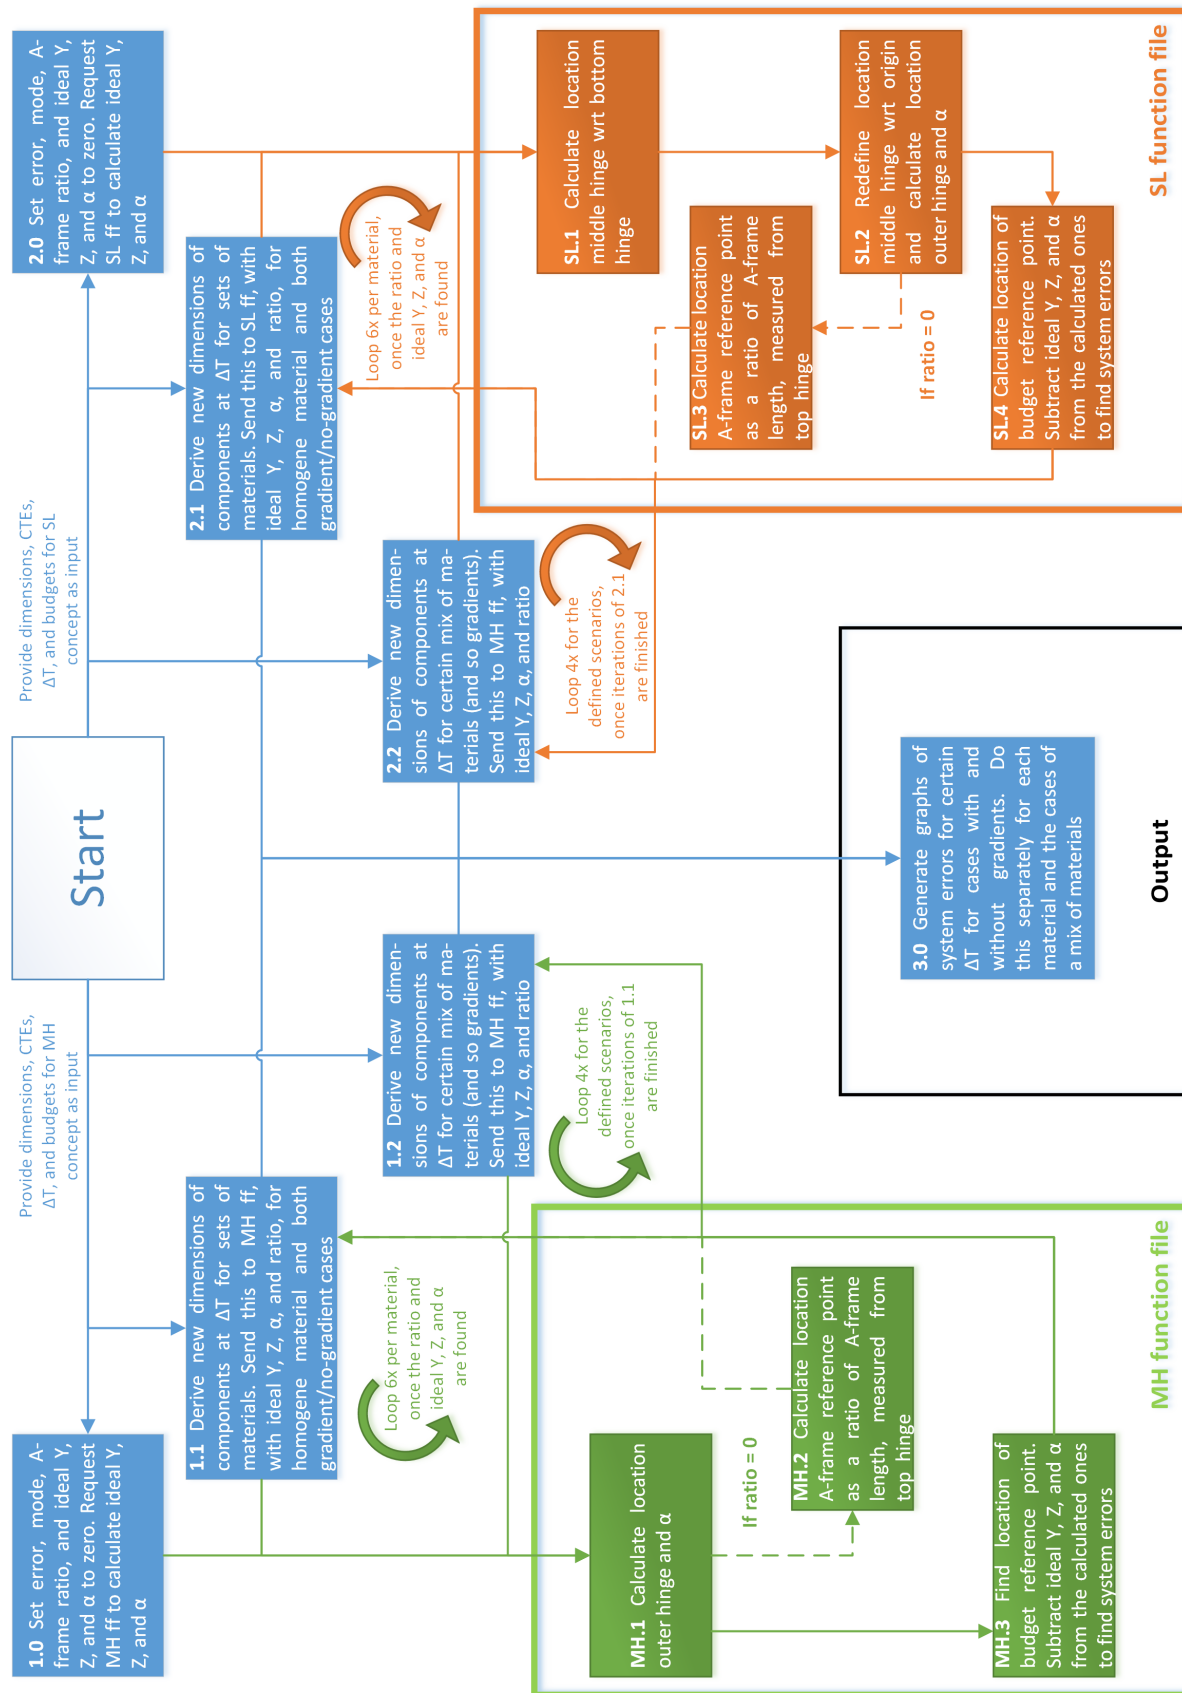 Start
Provide dimensions, CTEs,
ΔT, and budgets for MH
concept as input
Provide dimensions, CTEs,
ΔT, and budgets for SL
concept as input
1.0 Set error, mode, A-
frame ratio, and ideal Y,
Z, and α to zero. Request
MH ff to calculate ideal Y,
Z, and α
1.1 Derive new dimensions of
components at ΔT for sets of
materials. Send this to MH ff,
with ideal Y, Z, α, and ratio, for
homogene material and both
gradient/no-gradient cases
1.2 Derive new dimen-
sions of components at
ΔT for certain mix of ma-
terials (and so gradients).
Send this to MH ff, with
ideal Y, Z, α, and ratio
2.2 Derive new dimen-
sions of components at
ΔT for certain mix of ma-
terials (and so gradients).
Send this to MH ff, with
ideal Y, Z, α, and ratio
2.1 Derive new dimensions of
components at ΔT for sets of
materials. Send this to SL ff, with
ideal Y, Z, α, and ratio, for
homogene material and both
gradient/no-gradient cases
2.0 Set error, mode, A-
frame ratio, and ideal Y,
Z, and α to zero. Request
SL ff to calculate ideal Y,
Z, and α
Loop 6x per material,
once the ratio and
ideal Y, Z, and α
are found
Loop 4x for the
defined scenarios,
once iterations of 1.1
are finished
Loop 4x for the
defined scenarios,
once iterations of 2.1
are finished
Loop 6x per material,
once the ratio and
ideal Y, Z, and α
are found
MH.1 Calculate location
outer hinge and α
If ratio = 0
MH.2 Calculate location
A-frame reference point
as a ratio of A-frame
length, measured from
top hinge
MH.3 Find location of
budget reference point.
Subtract ideal Y, Z, and α
from the calculated ones
to find system errors
MH function file
3.0 Generate graphs of
system errors for certain
ΔT for cases with and
without gradients. Do
this separately for each
material and the cases of
a mix of materials
Output
SL.1 Calculate location
middle hinge wrt bottom
hinge
SL.3 Calculate location
A-frame reference point
as a ratio of A-frame
length, measured from
top hinge
SL.2 Redefine location
middle hinge wrt origin
and calculate location
outer hinge and α
If ratio = 0
SL.4 Calculate location of
budget reference point.
Subtract ideal Y, Z, and α
from the calculated ones
to find system errors
SL function file